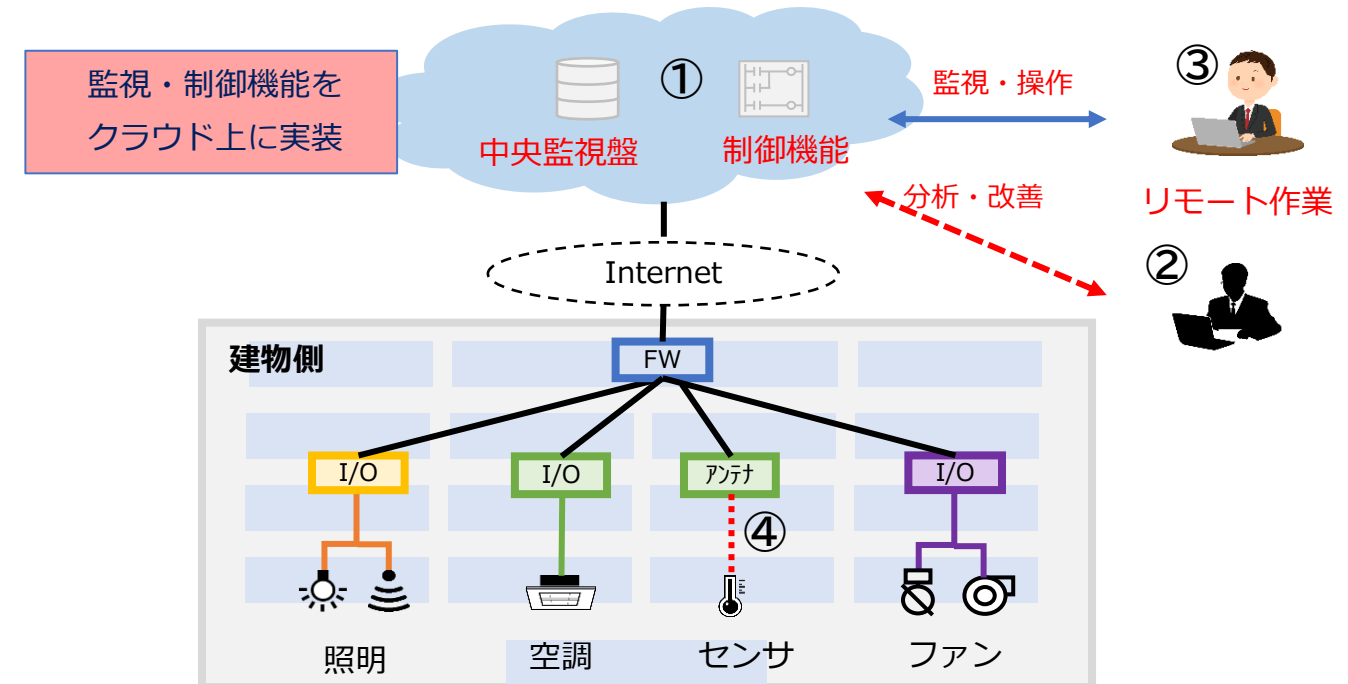 監視・制御機能を
クラウド上に実装
①
中央監視盤
制御機能
監視・操作
③
分析・改善
リモート作業
②
Internet
建物側
FW
I/O
I/O
ｱﾝﾃﾅ
I/O
④
照明
空調
センサ
ファン